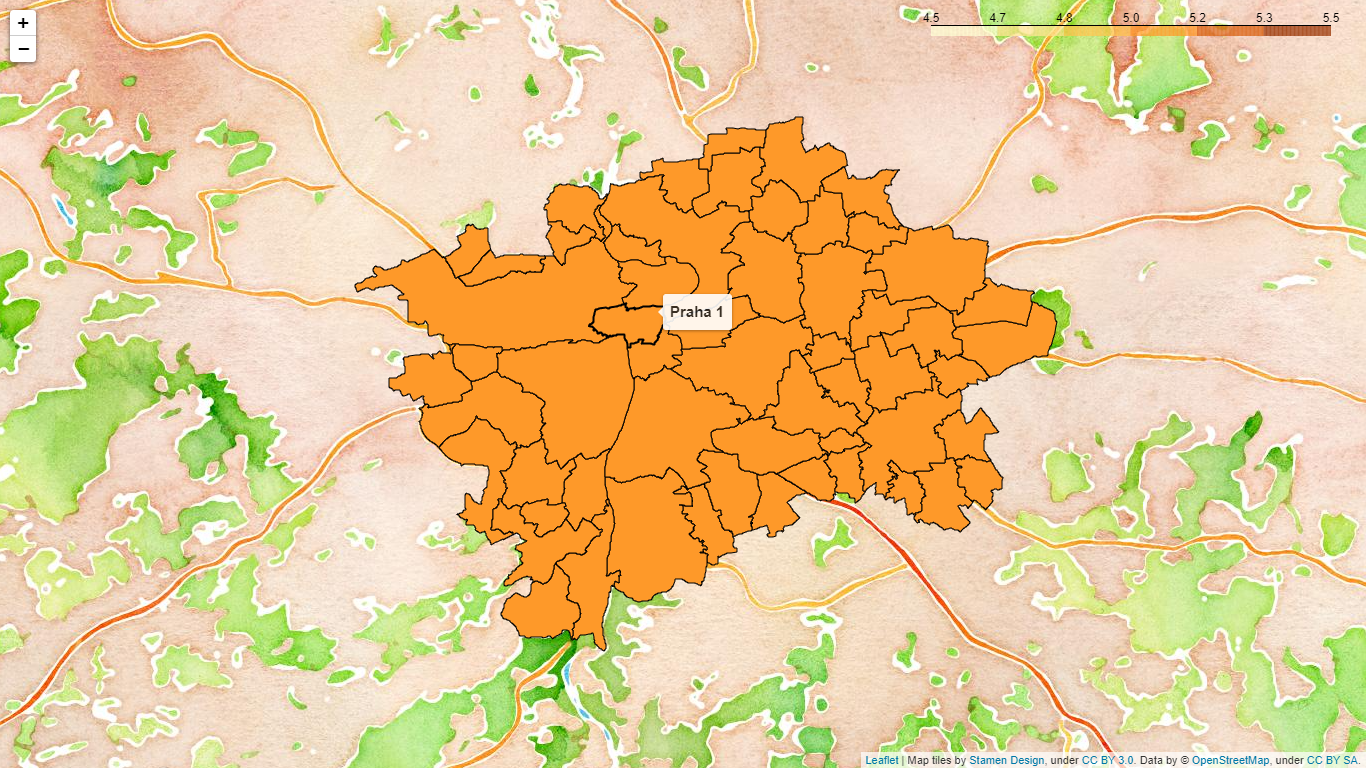 +
−
4.5 4.7 4.8 5.0 5.2 5.3 5.5
Praha 1
Leaflet | Map tiles by Stamen Design, under CC BY 3.0. Data by © OpenStreetMap, under CC BY SA.